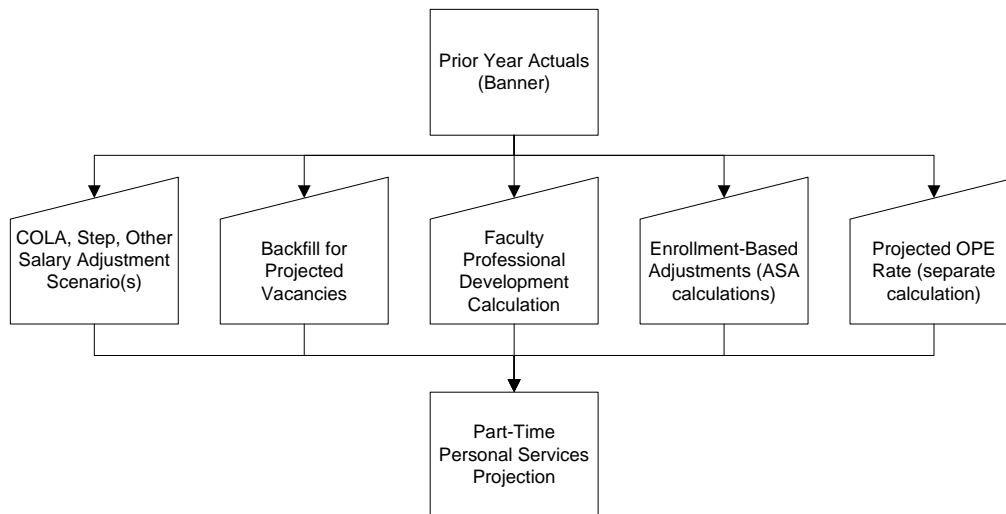 Prior Year Actuals
(Banner)
COLA, Step, Other
Salary Adjustment
Scenario(s)
Backfill for
Projected
Vacancies
Faculty
Professional
Development
Calculation
Enrollment-Based
Adjustments (ASA
calculations)
Projected OPE
Rate (separate
calculation)
Part-Time
Personal Services
Projection